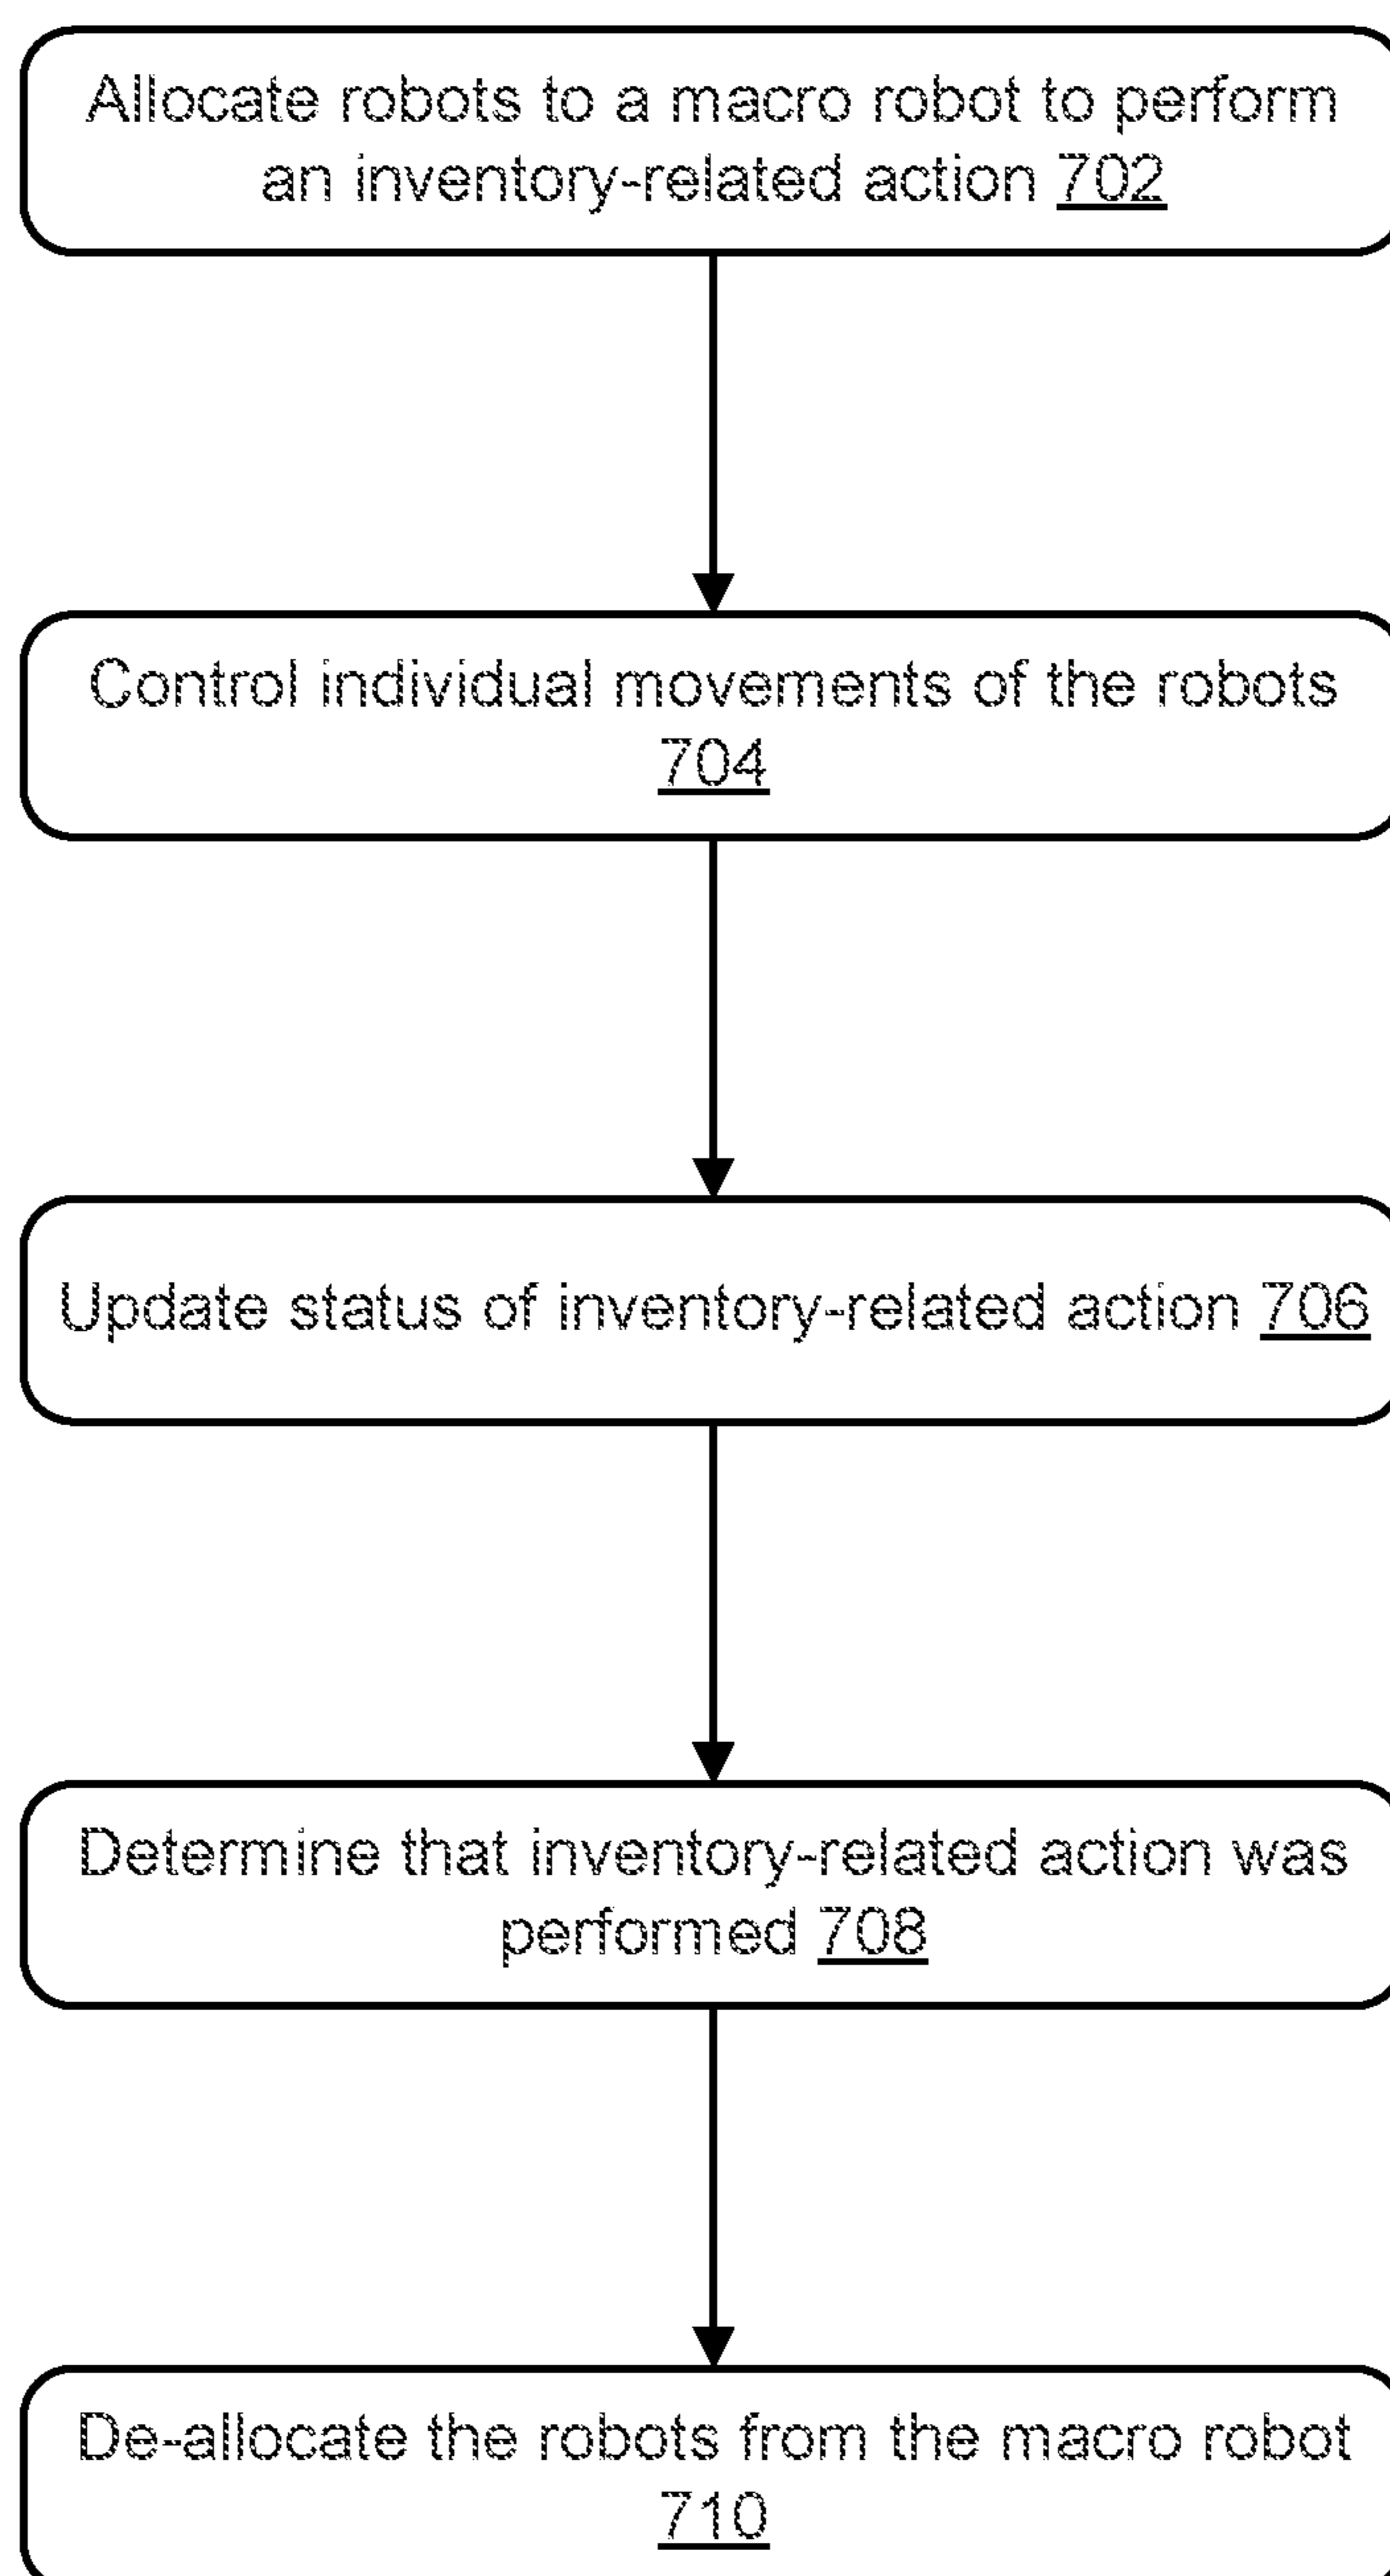 Allocate robots to a macro robot to perform
an inventory-related action 702
Control individual movements of the robots
704
Update status of inventory-related action 706
Determine that inventory-related action was
performed 708
De-allocate the robots from the macro robot
710